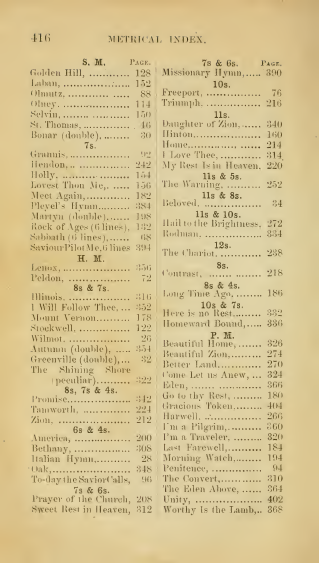 416 METRICAL INDEX.
S. M. PAGE.
Golden Hill, ............ 128
Laban, ................... 152
Olmutz, .................. 88
Olney, ................... 114
Selvin, ................... 150
St. Thomas, .............. 46
Bonar (double), .......... 30
7s.
Grannis, .................. 92
Hendon, .................. 242
Holly, .................... 154
Lovest Thou Me, ......... 156
Meet Again, .............. 182
Pleyel's Hymn, ........... 384
Martyn (double), ......... 198
Rock of Ages (6 lines), 132
Sabbath (6 lines), ...... 68
Saviour Pilot Me, 6 lines 394
H. M.
Lenox, ................... 356
Peldon, .................. 72
8s & 7s.
Illinois, ................. 316
I Will Follow Thee, ... 352
Mount Vernon, ........... 178
Stockwell, ............... 122
Wilmot, .................. 26
Autumn (double), ........ 354
Greenville (double), ... 32
The Shining Shore
(peculiar), ............. 322
8s, 7s & 4s.
Promise, ................. 342
Tamworth, ................ 224
Zion, .................... 212
6s & 4s.
America, ................. 200
Bethany, ................. 308
Italian Hymn, ............ 28
Oak, ..................... 348
To-day the Savior Calls, 96
7s & 6s.
Prayer of the Church, 208
Sweet Rest in Heaven, 312
7s & 6s. PAGE.
Missionary Hymn, ...... 390
10s.
Freeport, ................ 76
Triumph, ................. 216
11s.
Daughter of Zion, ...... 340
Hinton, .................. 160
Home, .................... 214
I Love Thee, ............. 314
My Rest is in Heaven. 220
11s & 5s.
The Warning, ............ 252
11s & 8s.
Beloved, ................. 34
11s & 10s.
Hail to the Brightness, 272
Rodman, .................. 334
12s.
The Chariot, ............. 238
8s.
Contrast, ................ 218
8s & 4s.
Long Time Ago, ......... 186
10s & 7s.
Here is no Rest, ........ 332
Homeward Bound, ....... 336
P. M.
Beautiful Home, ......... 326
Beautiful Zion, .......... 274
Better Land, ............. 270
Come Let us Anew, ... 324
Eden, .................... 366
Go to thy Rest, ......... 180
Gracious Token, ......... 404
Harwell, ................. 266
I'm a Pilgrim, ........... 360
I'm a Traveler, .......... 320
Last Farewell, ........... 184
Morning Watch, ......... 194
Penitence, ............... 94
The Convert, ............ 310
The Eden Above, ...... 364
Unity, ................... 402
Worthy Is the Lamb, .. 368